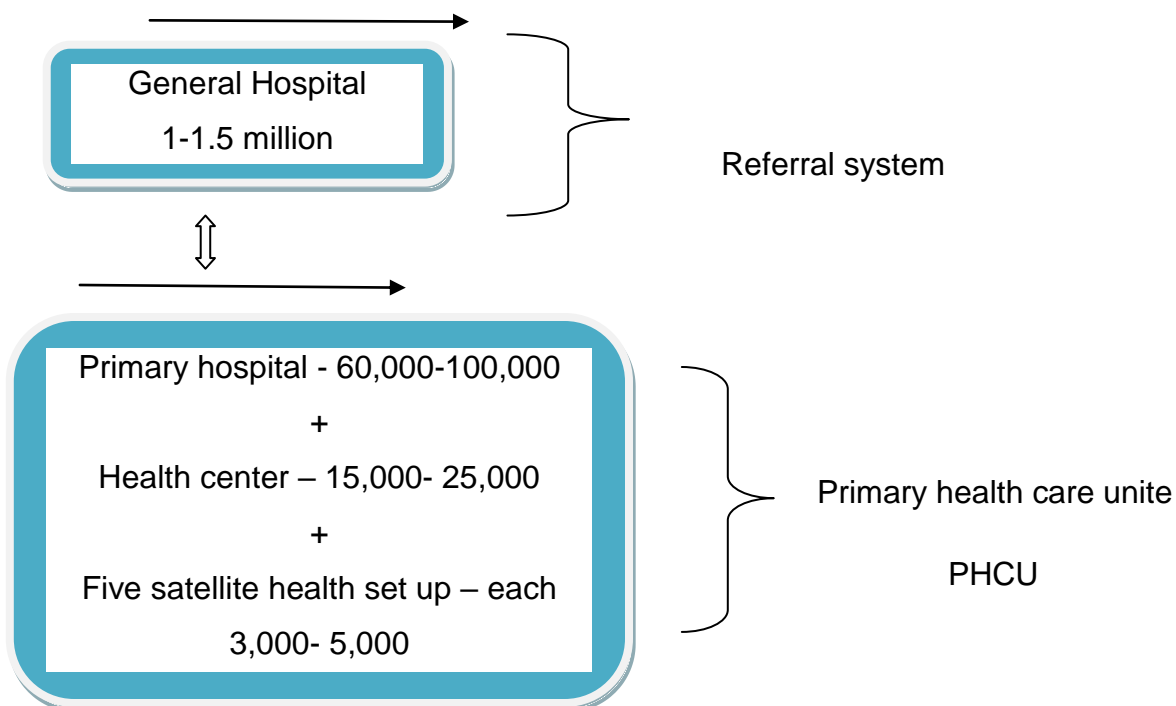 General Hospital
1-1.5 million
Referral system
Primary hospital - 60,000-100,000
+
Health center – 15,000- 25,000
+
Five satellite health set up – each
3,000- 5,000
Primary health care unite
PHCU